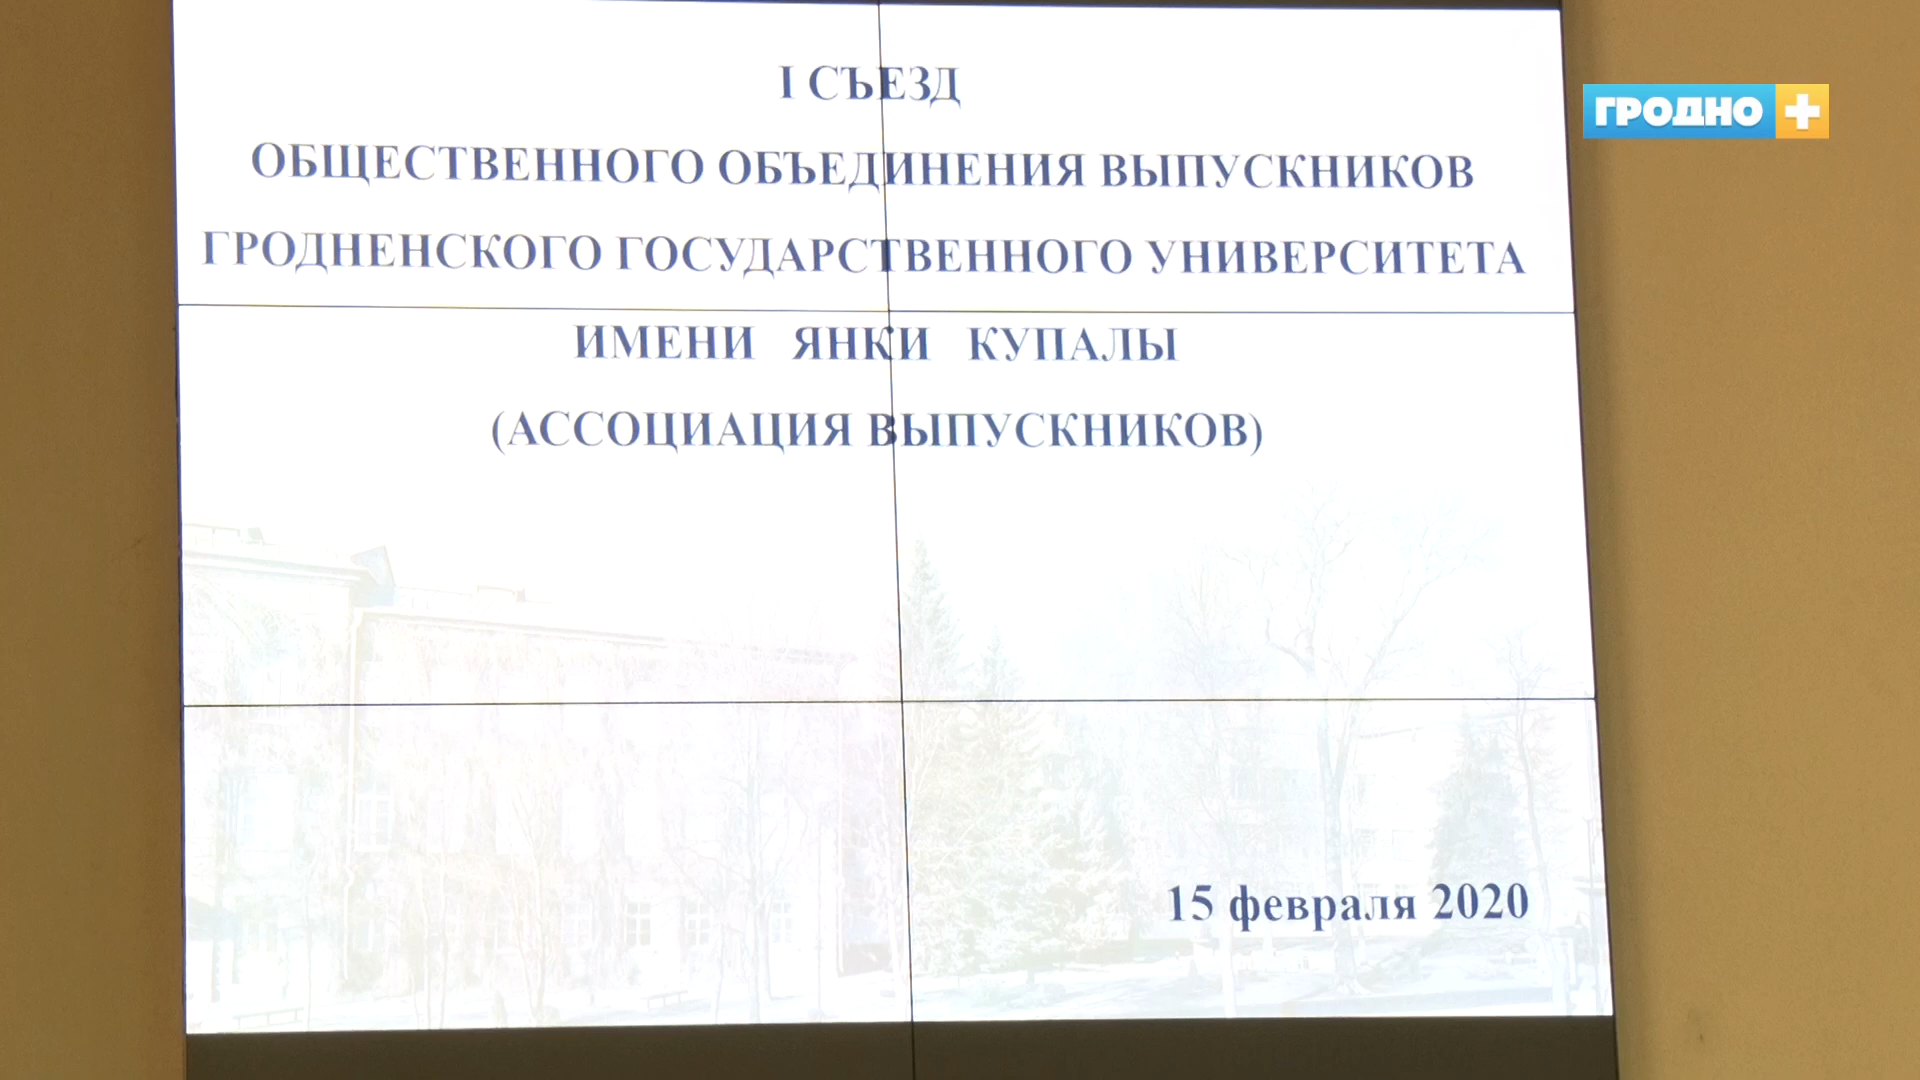 I СЪЕЗД
ОБЩЕСТВЕННОГО ОБЪЕДИНЕНИЯ ВЫПУСКНИКОВ
ГРОДНЕНСКОГО ГОСУДАРСТВЕННОГО УНИВЕРСИТЕТА
ИМЕНИ ЯНКИ КУПАЛЫ
(АССОЦИАЦИЯ ВЫПУСКНИКОВ)
15 февраля 2020
ГРОДНО +